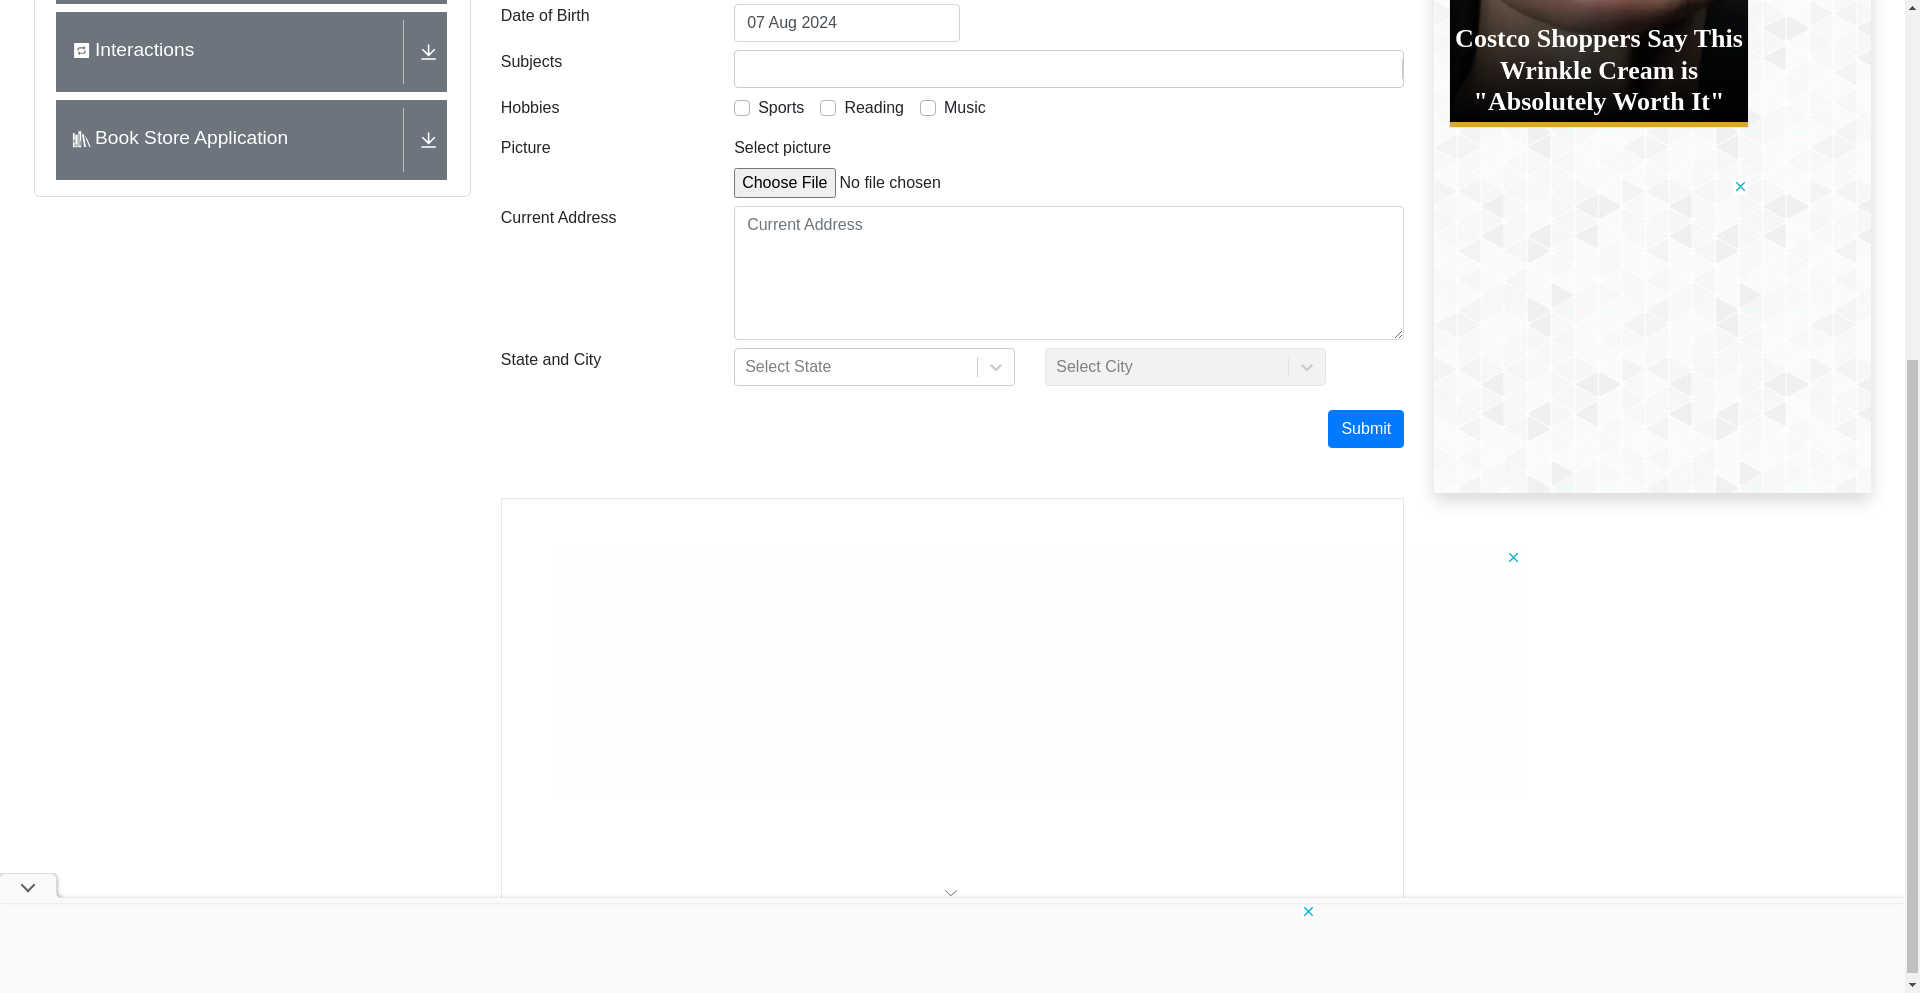 Date of Birth
07 Aug 2024
Interactions
Subjects
Hobbies
Sports
Reading
Music
Book Store Application
Picture
Select picture
Choose File No file chosen
Current Address
Current Address
State and City
Select State
Select City
Submit
Costco Shoppers Say This
Wrinkle Cream is
"Absolutely Worth It"